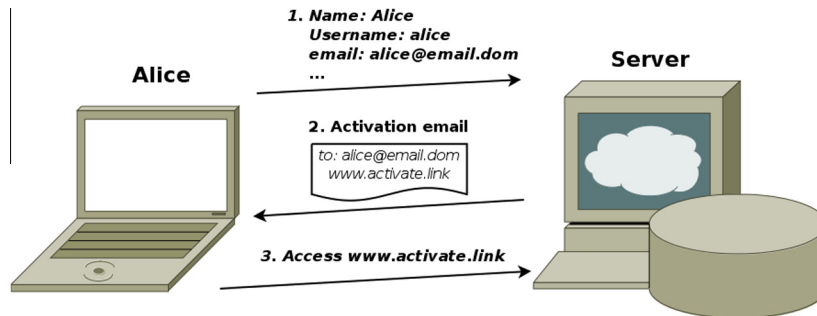 1. Name: Alice
Username: alice
email: alice@email.dom
...
Alice
Server
2. Activation email
to: alice@email.dom
www.activate.link
3. Access www.activate.link